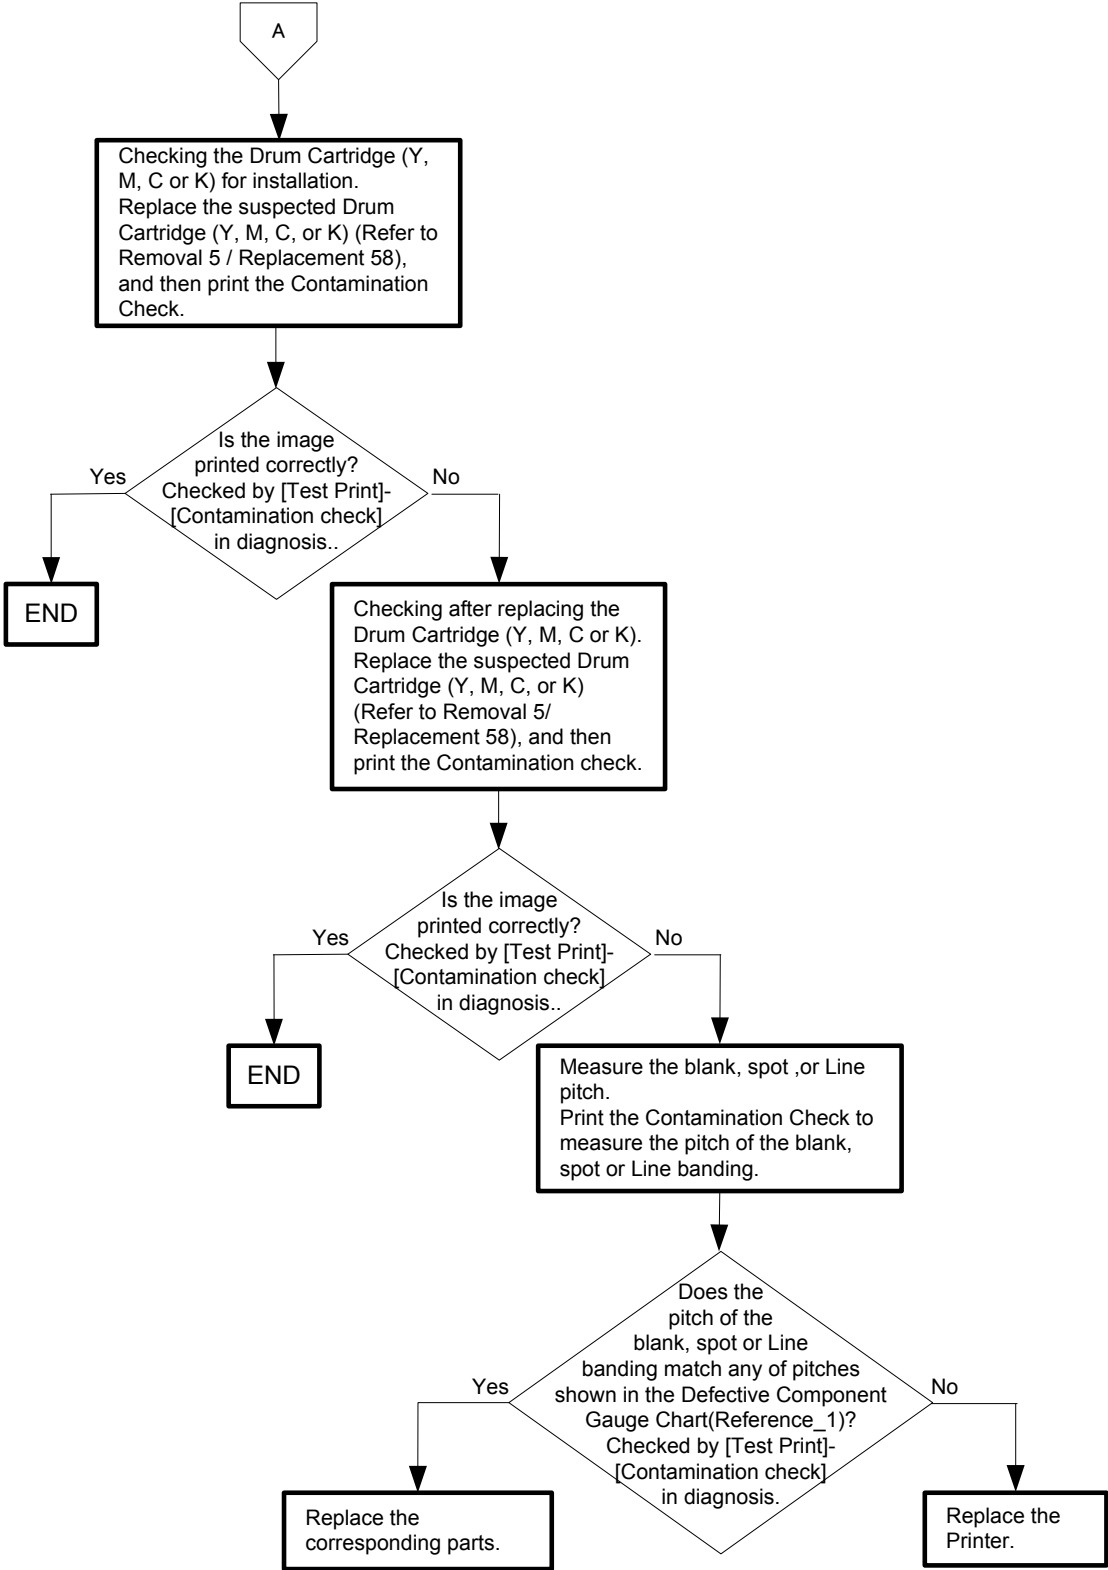 A
Checking the Drum Cartridge (Y,
M, C or K) for installation.
Replace the suspected Drum
Cartridge (Y, M, C, or K) (Refer to
Removal 5 / Replacement 58),
and then print the Contamination
Check.
Is the image
printed correctly?
Checked by [Test Print]-
[Contamination check]
in diagnosis..
Yes
No
END
Checking after replacing the
Drum Cartridge (Y, M, C or K).
Replace the suspected Drum
Cartridge (Y, M, C, or K)
(Refer to Removal 5/
Replacement 58), and then
print the Contamination check.
Is the image
printed correctly?
Checked by [Test Print]-
[Contamination check]
in diagnosis..
Yes
No
END
Measure the blank, spot ,or Line
pitch.
Print the Contamination Check to
measure the pitch of the blank,
spot or Line banding.
Does the
pitch of the
blank, spot or Line
banding match any of pitches
shown in the Defective Component
Gauge Chart(Reference_1)?
Checked by [Test Print]-
[Contamination check]
in diagnosis.
Yes
No
Replace the
corresponding parts.
Replace the
Printer.